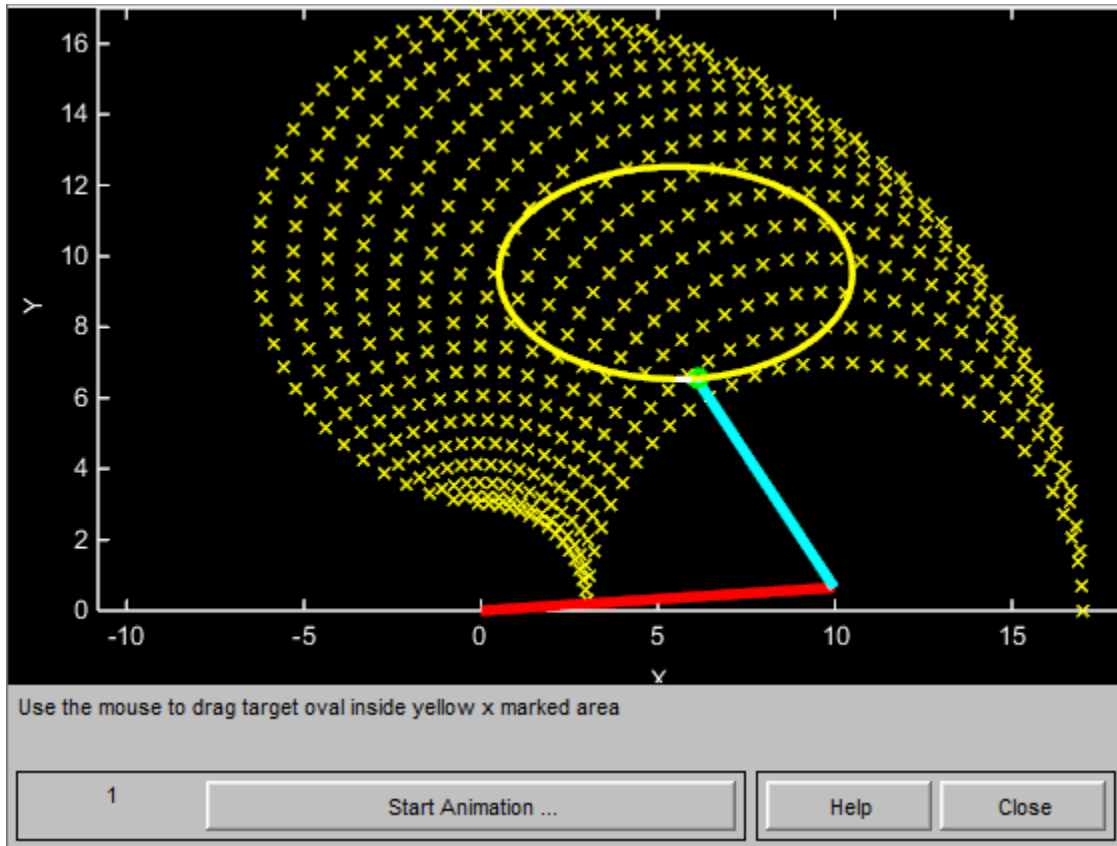 16
14
12
10
8
6
4
2
0
Y
-10 -5 0 5 10 15
X
Use the mouse to drag target oval inside yellow x marked area
1 Start Animation ... Help Close